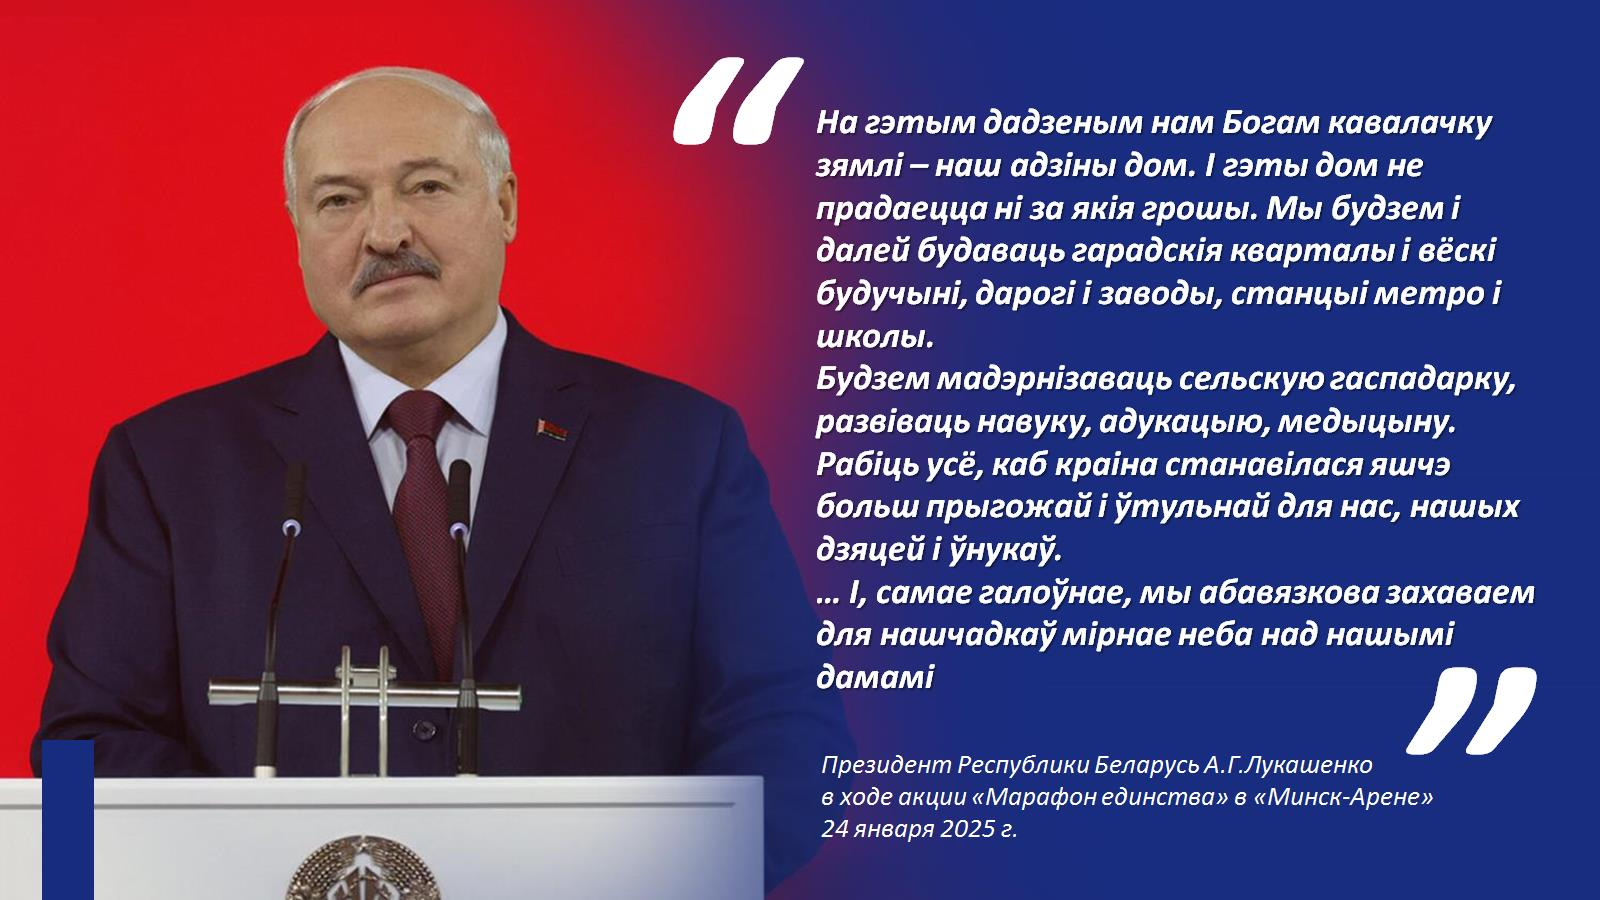 “
На гэтым дадзеным нам Богам кавалачку
зямлі – наш адзіны дом. І гэты дом не
прадаецца ні за якія грошы. Мы будзем і
далей будаваць гарадскія кварталы і вёскі
будучыні, дарогі і заводы, станцыі метро і
школы.
Будзем мадэрнізаваць сельскую гаспадарку,
развіваць навуку, адукацыю, медыцыну.
Рабіць усё, каб краіна станавілася яшчэ
больш прыгожай і ўтульнай для нас, нашых
дзяцей і ўнукаў.
... І, самае галоўнае, мы абавязкова захаваем
для нашчадкаў мірнае неба над нашымі
дамамі
”
Президент Республики Беларусь А.Г.Лукашенко
в ходе акции «Марафон единства» в «Минск-Арене»
24 января 2025 г.